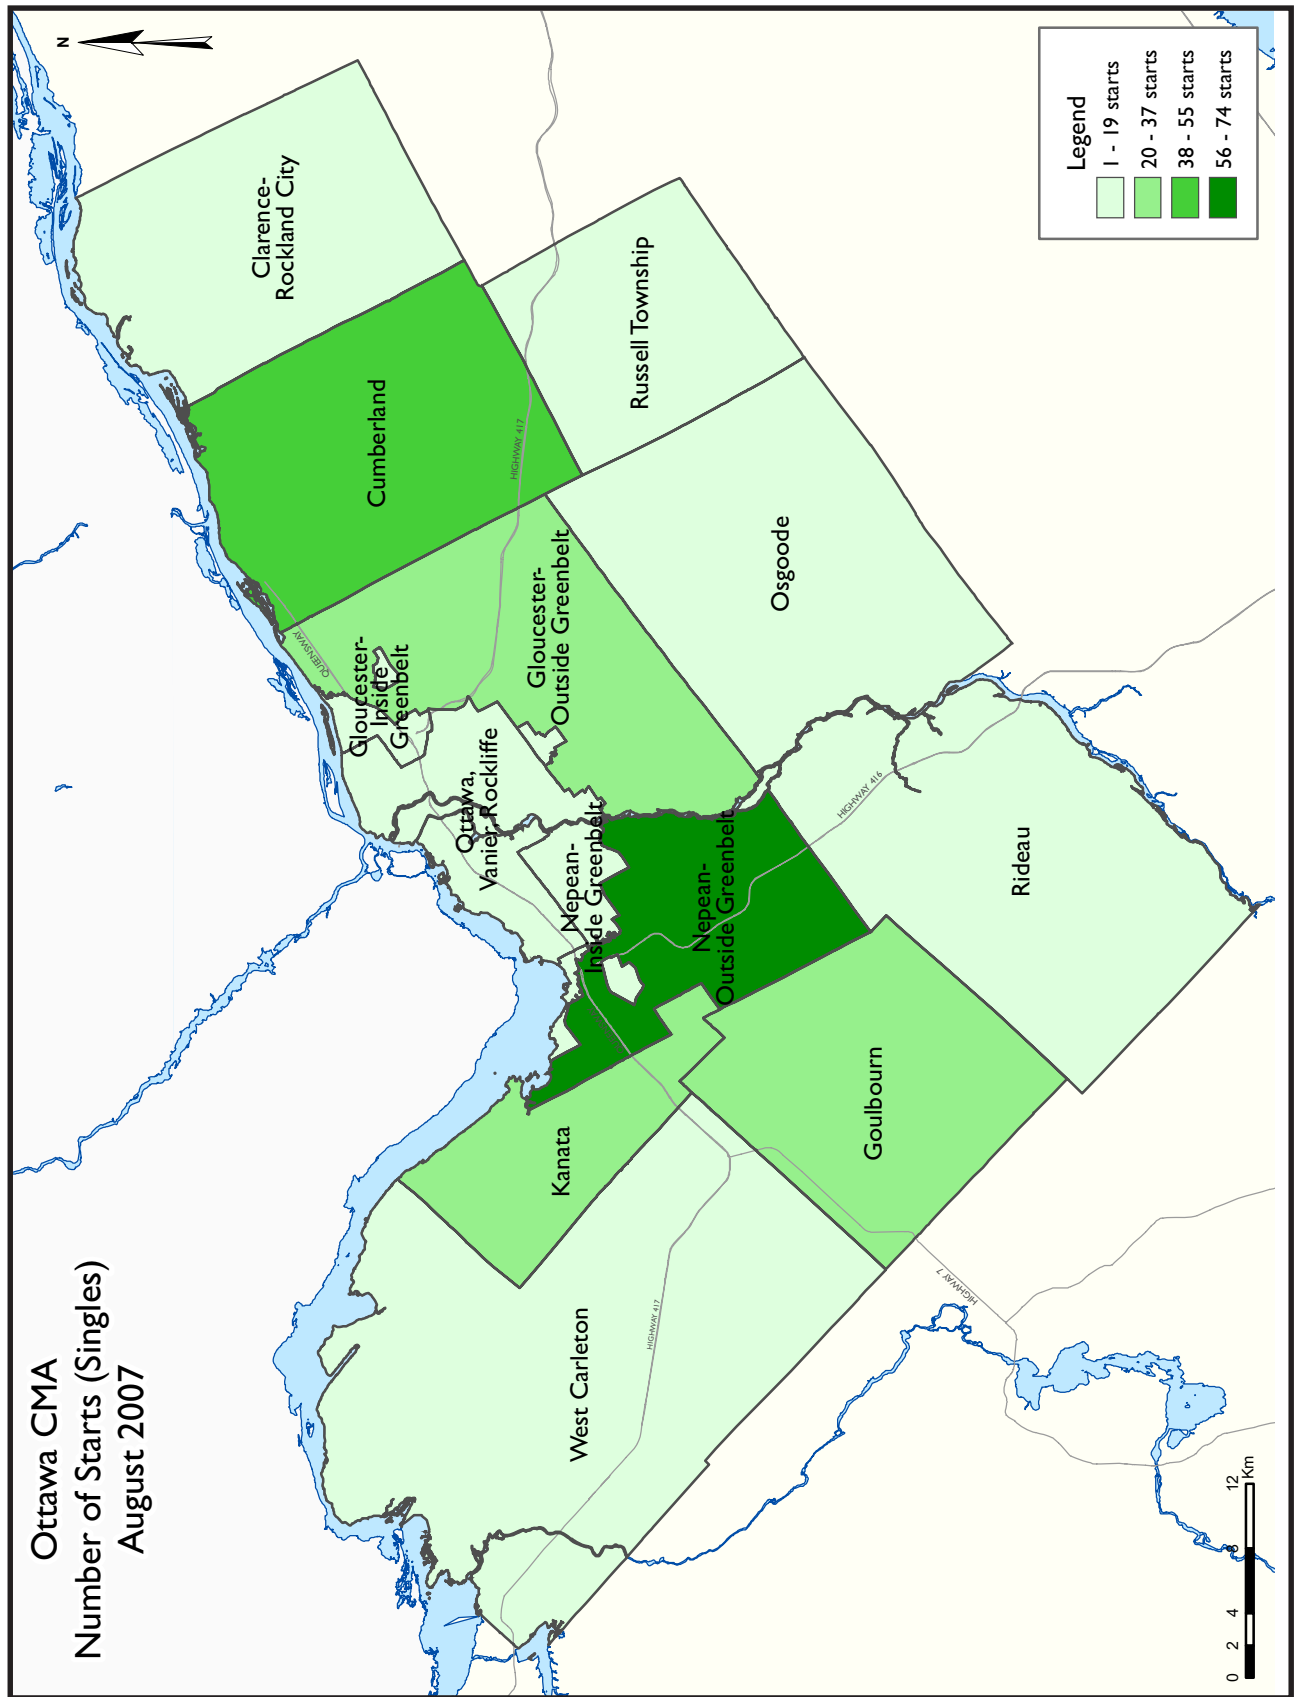 Ottawa CMA
Number of Starts (Singles)
August 2007
N
Legend
1 - 19 starts
20 - 37 starts
38 - 55 starts
56 - 74 starts
Clarence-
Rockland City
Cumberland
Russell Township
HIGHWAY 417
QUEENSWAY
Gloucester-
Inside
Greenbelt
Gloucester-
Outside Greenbelt
Osgoode
Ottawa,
Vanier, Rockliffe
Nepean-
Inside Greenbelt
Nepean-
Outside Greenbelt
HIGHWAY 416
Rideau
Kanata
Goulbourn
West Carleton
HIGHWAY 417
HIGHWAY 7
0 2 4 8 12
Km